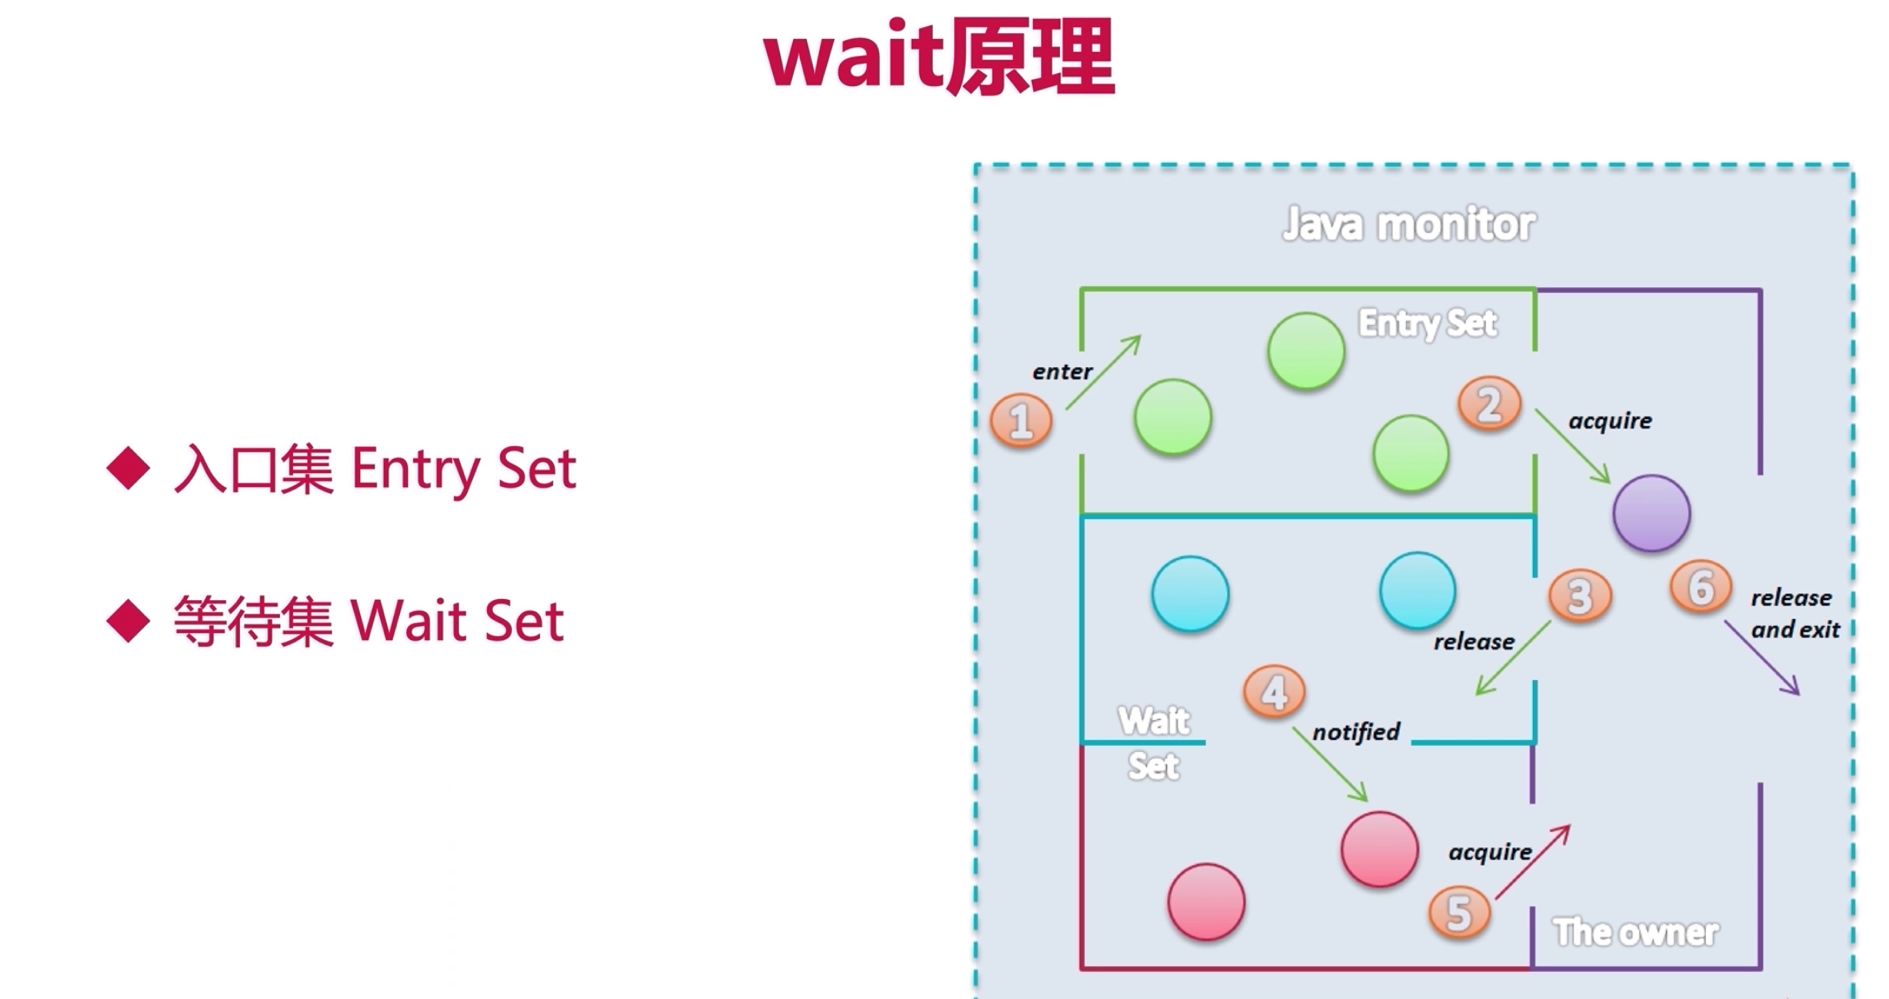 wait原理
◆ 入口集 Entry Set
◆ 等待集 Wait Set
Java monitor
Entry Set
enter
1
2
acquire
3
6
release
and exit
release
4
notified
Wait
Set
acquire
5
The owner